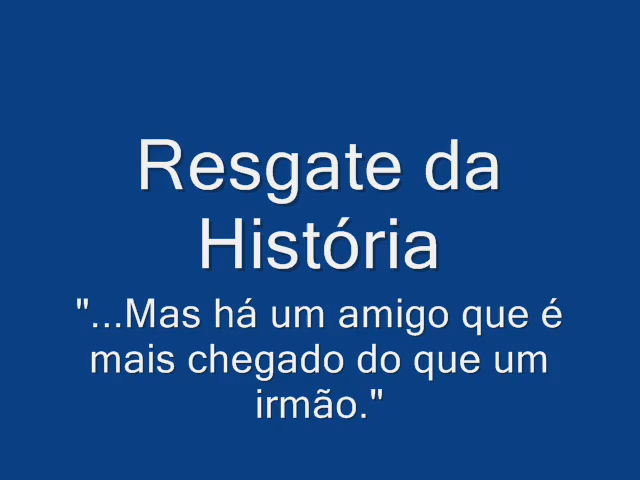 Resgate da
História
"...Mas há um amigo que é
mais chegado do que um
irmão."